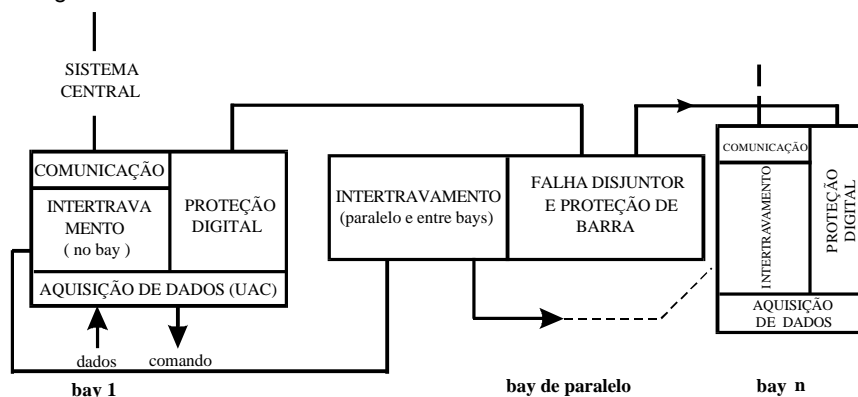 SISTEMA
CENTRAL
COMUNICAÇÃO
INTERTRAVA
MENTO
( no bay )
PROTEÇÃO
DIGITAL
AQUISIÇÃO DE DADOS (UAC)
dados
comando
bay 1
INTERTRAVAMENTO
(paralelo e entre bays)
FALHA DISJUNTOR
E PROTEÇÃO DE
BARRA
bay de paralelo
COMUNICAÇÃO
INTERTRAVAMENTO
PROTEÇÃO
DIGITAL
AQUISIÇÃO
DE DADOS
bay n